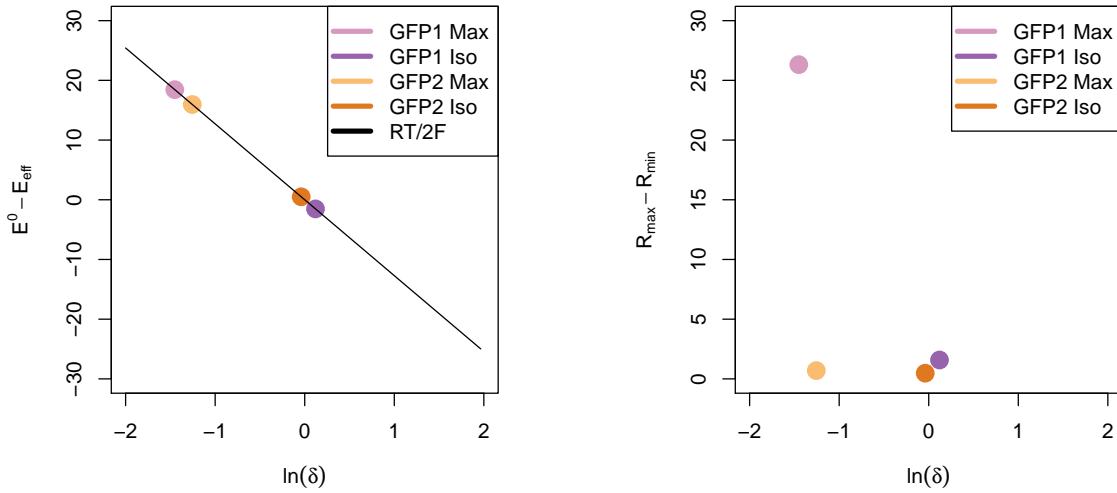 30
20
10
0
−10
−20
−30
E⁰ − E_eff
GFP1 Max
GFP1 Iso
GFP2 Max
GFP2 Iso
RT/2F
−2 −1 0 1 2
ln(δ)
30
25
20
15
10
5
0
R_max − R_min
GFP1 Max
GFP1 Iso
GFP2 Max
GFP2 Iso
−2 −1 0 1 2
ln(δ)